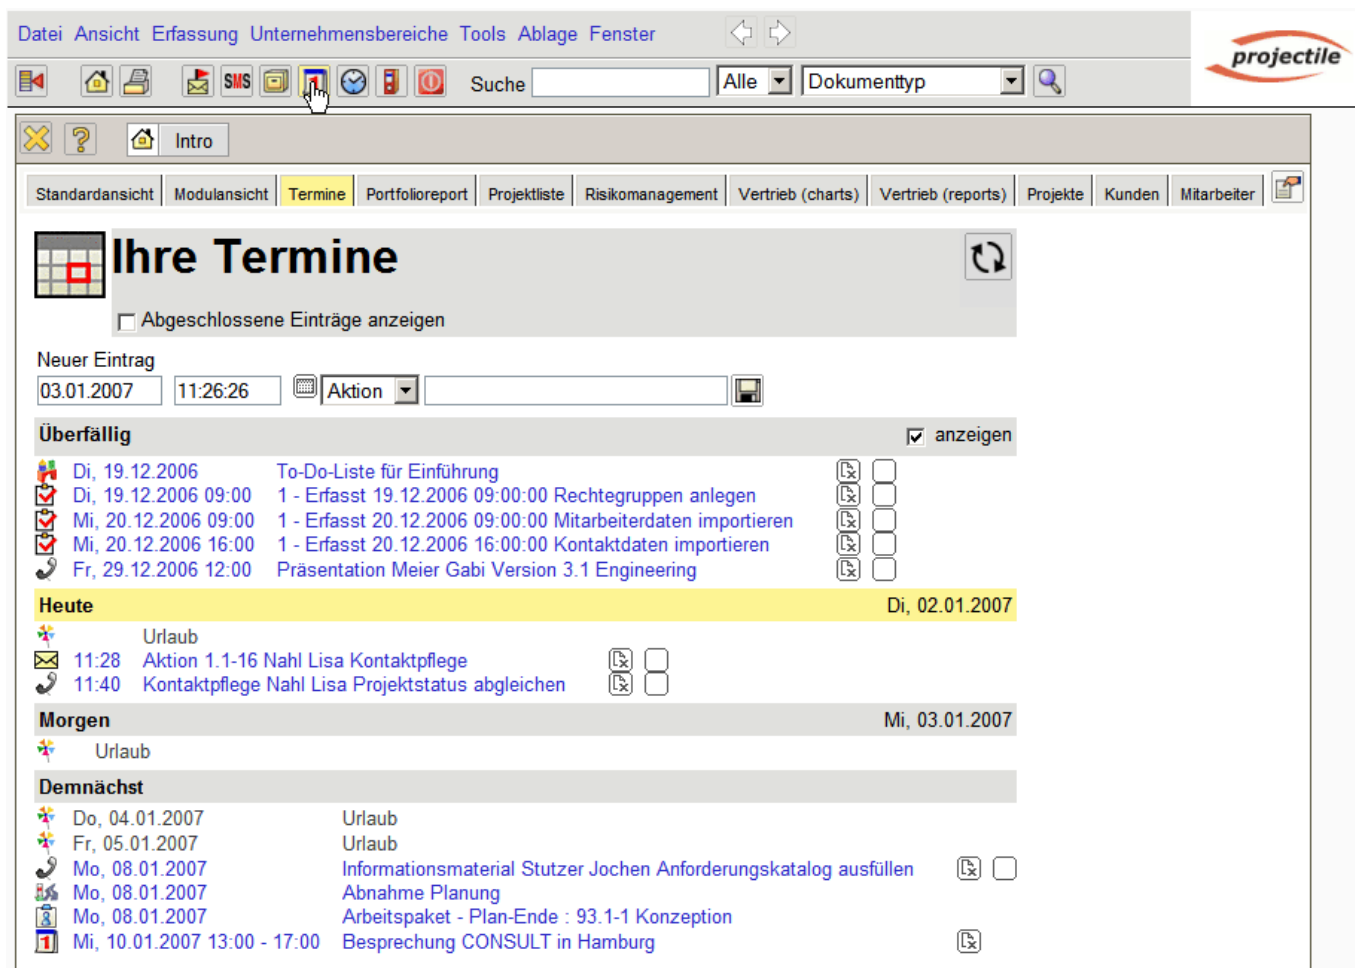 Datei Ansicht Erfassung Unternehmensbereiche Tools Ablage Fenster
projectile
SMS 1 Suche Alle Dokumenttyp
Intro
Standardansicht Modulansicht Termine Portfolioreport Projektliste Risikomanagement Vertrieb (charts) Vertrieb (reports) Projekte Kunden Mitarbeiter
Ihre Termine
Abgeschlossene Einträge anzeigen
Neuer Eintrag
03.01.2007 11:26:26 Aktion
Überfällig anzeigen
Di, 19.12.2006 To-Do-Liste für Einführung
Di, 19.12.2006 09:00 1 - Erfasst 19.12.2006 09:00:00 Rechtegruppen anlegen
Mi, 20.12.2006 09:00 1 - Erfasst 20.12.2006 09:00:00 Mitarbeiterdaten importieren
Mi, 20.12.2006 16:00 1 - Erfasst 20.12.2006 16:00:00 Kontaktdaten importieren
Fr, 29.12.2006 12:00 Präsentation Meier Gabi Version 3.1 Engineering
Heute Di, 02.01.2007
Urlaub
11:28 Aktion 1.1-16 Nahl Lisa Kontaktpflege
11:40 Kontaktpflege Nahl Lisa Projektstatus abgleichen
Morgen Mi, 03.01.2007
Urlaub
Demnächst
Do, 04.01.2007 Urlaub
Fr, 05.01.2007 Urlaub
Mo, 08.01.2007 Informationsmaterial Stutzer Jochen Anforderungskatalog ausfüllen
Mo, 08.01.2007 Abnahme Planung
8 Mo, 08.01.2007 Arbeitspaket - Plan-Ende : 93.1-1 Konzeption
1 Mi, 10.01.2007 13:00 - 17:00 Besprechung CONSULT in Hamburg